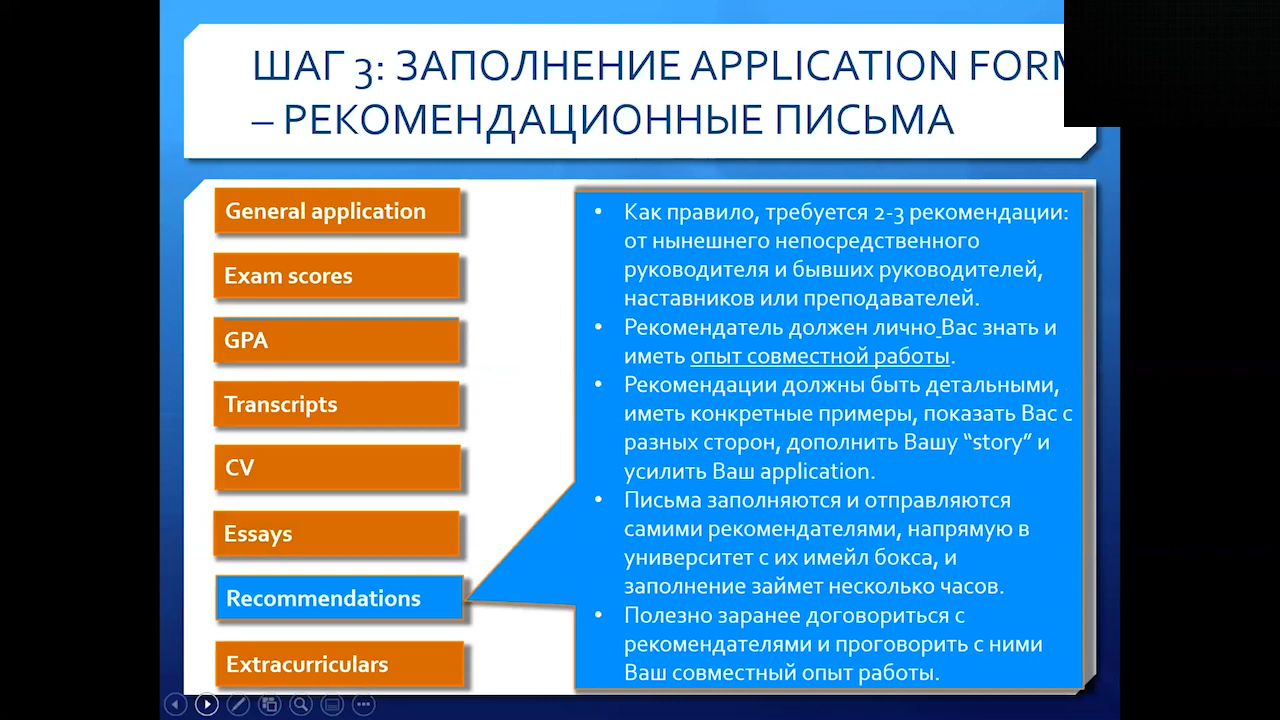 ШАГ 3: ЗАПОЛНЕНИЕ APPLICATION FORM
– РЕКОМЕНДАЦИОННЫЕ ПИСЬМА
General application
Exam scores
GPA
Transcripts
CV
Essays
Recommendations
Extracurriculars
• Как правило, требуется 2-3 рекомендации:
от нынешнего непосредственного
руководителя и бывших руководителей,
наставников или преподавателей.
• Рекомендатель должен лично Вас знать и
иметь опыт совместной работы.
• Рекомендации должны быть детальными,
иметь конкретные примеры, показать Вас с
разных сторон, дополнить Вашу “story” и
усилить Ваш application.
• Письма заполняются и отправляются
самими рекомендателями, напрямую в
университет с их имейл бокса, и
заполнение займет несколько часов.
• Полезно заранее договориться с
рекомендателями и проговорить с ними
Ваш совместный опыт работы.